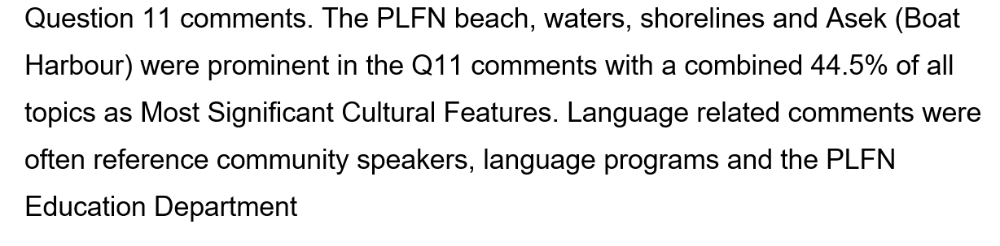 Question 11 comments. The PLFN beach, waters, shorelines and Asek (Boat
Harbour) were prominent in the Q11 comments with a combined 44.5% of all
topics as Most Significant Cultural Features. Language related comments were
often reference community speakers, language programs and the PLFN
Education Department